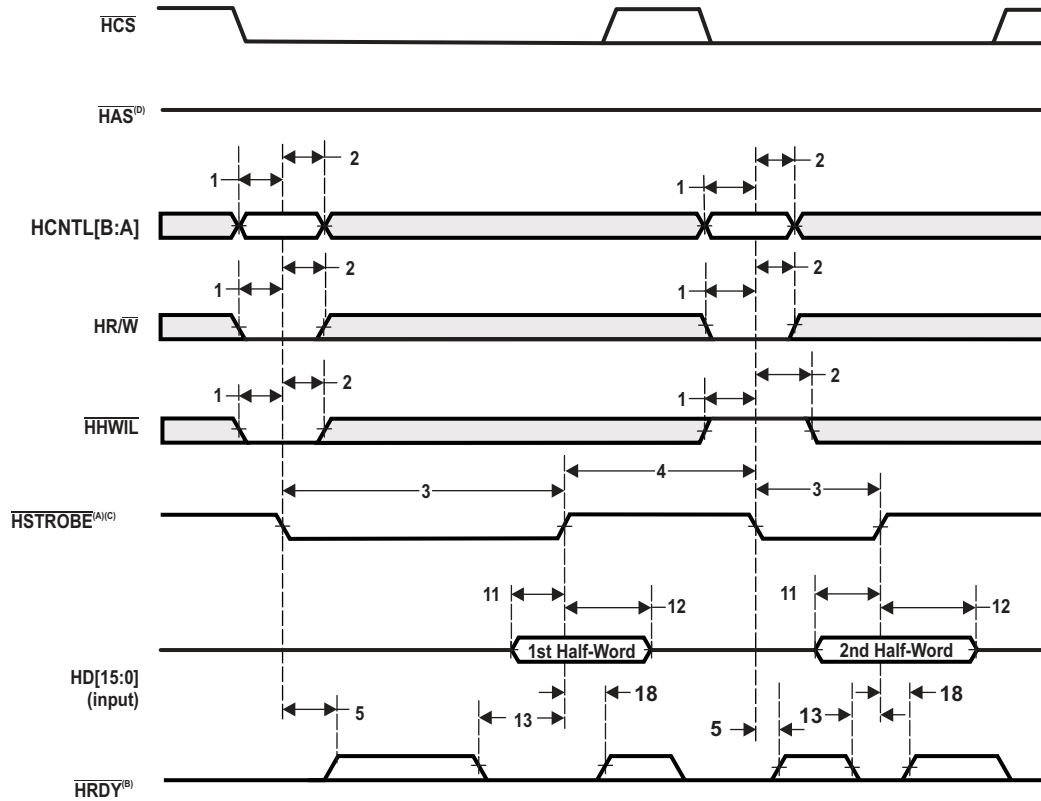 HCS
HAS(D)
2
2
1
1
HCNTL[B:A]
2
2
1
1
HR/W
2
2
1
1
HHWIL
4
3
3
HSTROBE(A)(C)
11
12
11
12
1st Half-Word
2nd Half-Word
HD[15:0]
(input)
18
18
5
13
5
13
HRDY(B)